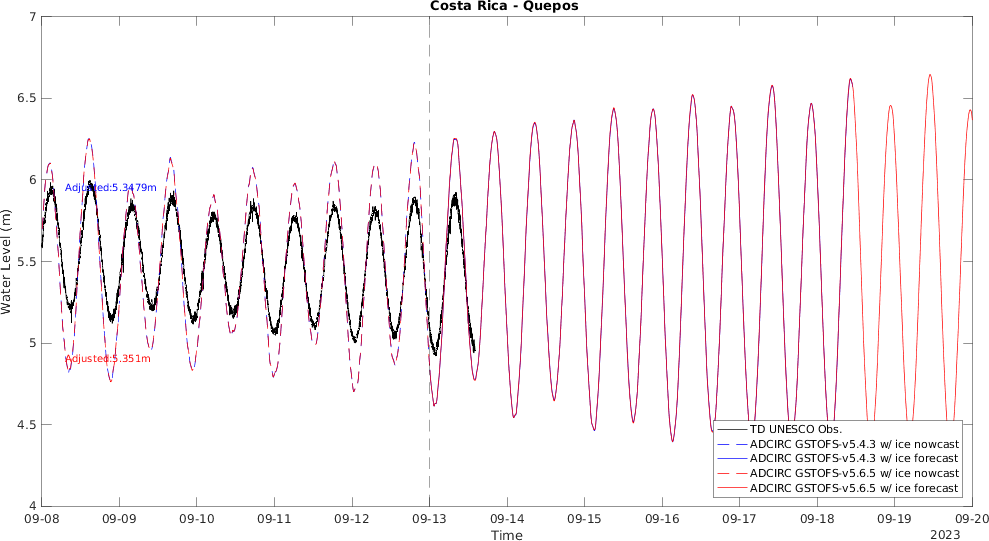 Costa Rica - Quepos
7
6.5
6
5.5
5
4.5
4
Water Level (m)
Adjusted:5.3479m
Adjusted:5.351m
TD UNESCO Obs.
ADCIRC GSTOFS-v5.4.3 w/ ice nowcast
ADCIRC GSTOFS-v5.4.3 w/ ice forecast
ADCIRC GSTOFS-v5.6.5 w/ ice nowcast
ADCIRC GSTOFS-v5.6.5 w/ ice forecast
09-08 09-09 09-10 09-11 09-12 09-13 09-14 09-15 09-16 09-17 09-18 09-19 09-20
Time
2023